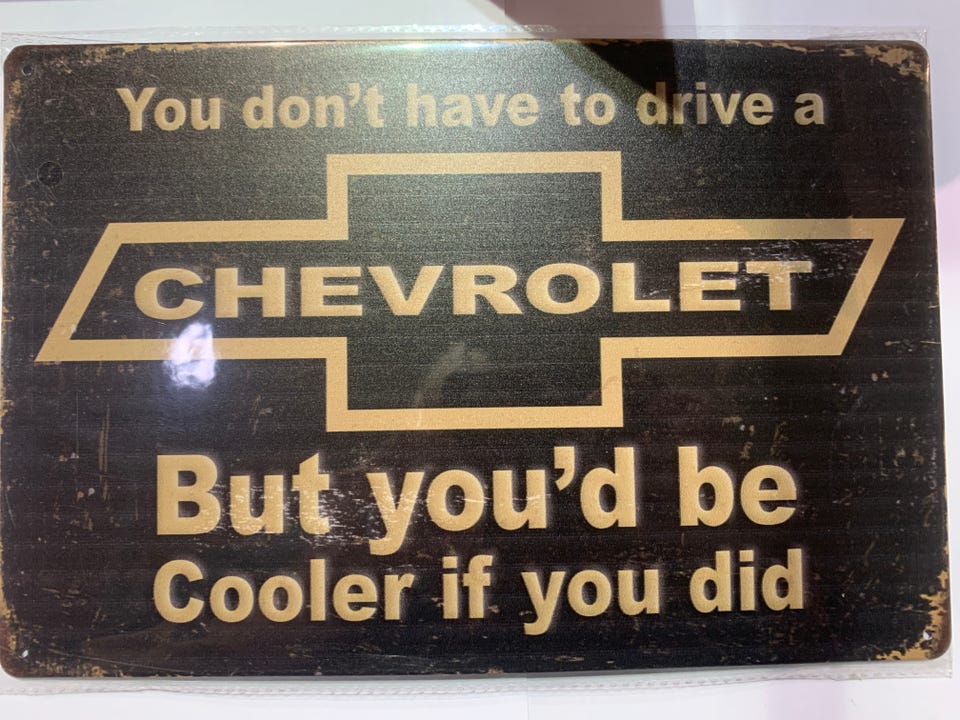 You don't have to drive a
CHEVROLET
But you'd be
Cooler if you did